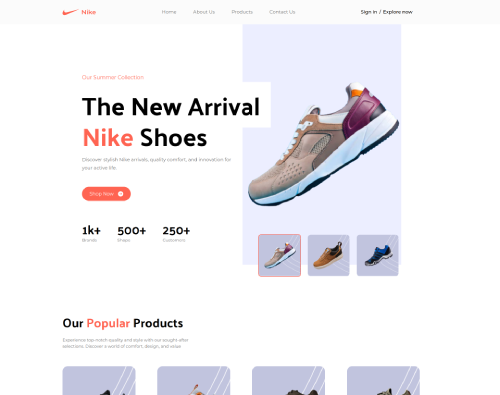 Nike
Home About Us Products Contact Us
Sign in / Explore now
Our Summer Collection
The New Arrival
Nike Shoes
Discover stylish Nike arrivals, quality comfort, and innovation for
your active life
Shop Now
1k+ 500+ 250+
Brands Shops Customers
Our Popular Products
Experience top-notch quality and style with our sought-after
selections. Discover a world of comfort, design, and value